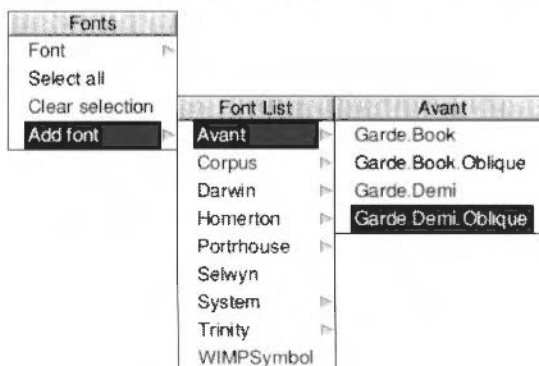 Fonts
Font
Select all
Clear selection
Add font
Font List
Avant
Corpus
Darwin
Homerton
Portrhouse
Selwyn
System
Trinity
WIMPSymbol
Avant
Garde.Book
Garde.Book.Oblique
Garde.Demi
Garde.Demi.Oblique